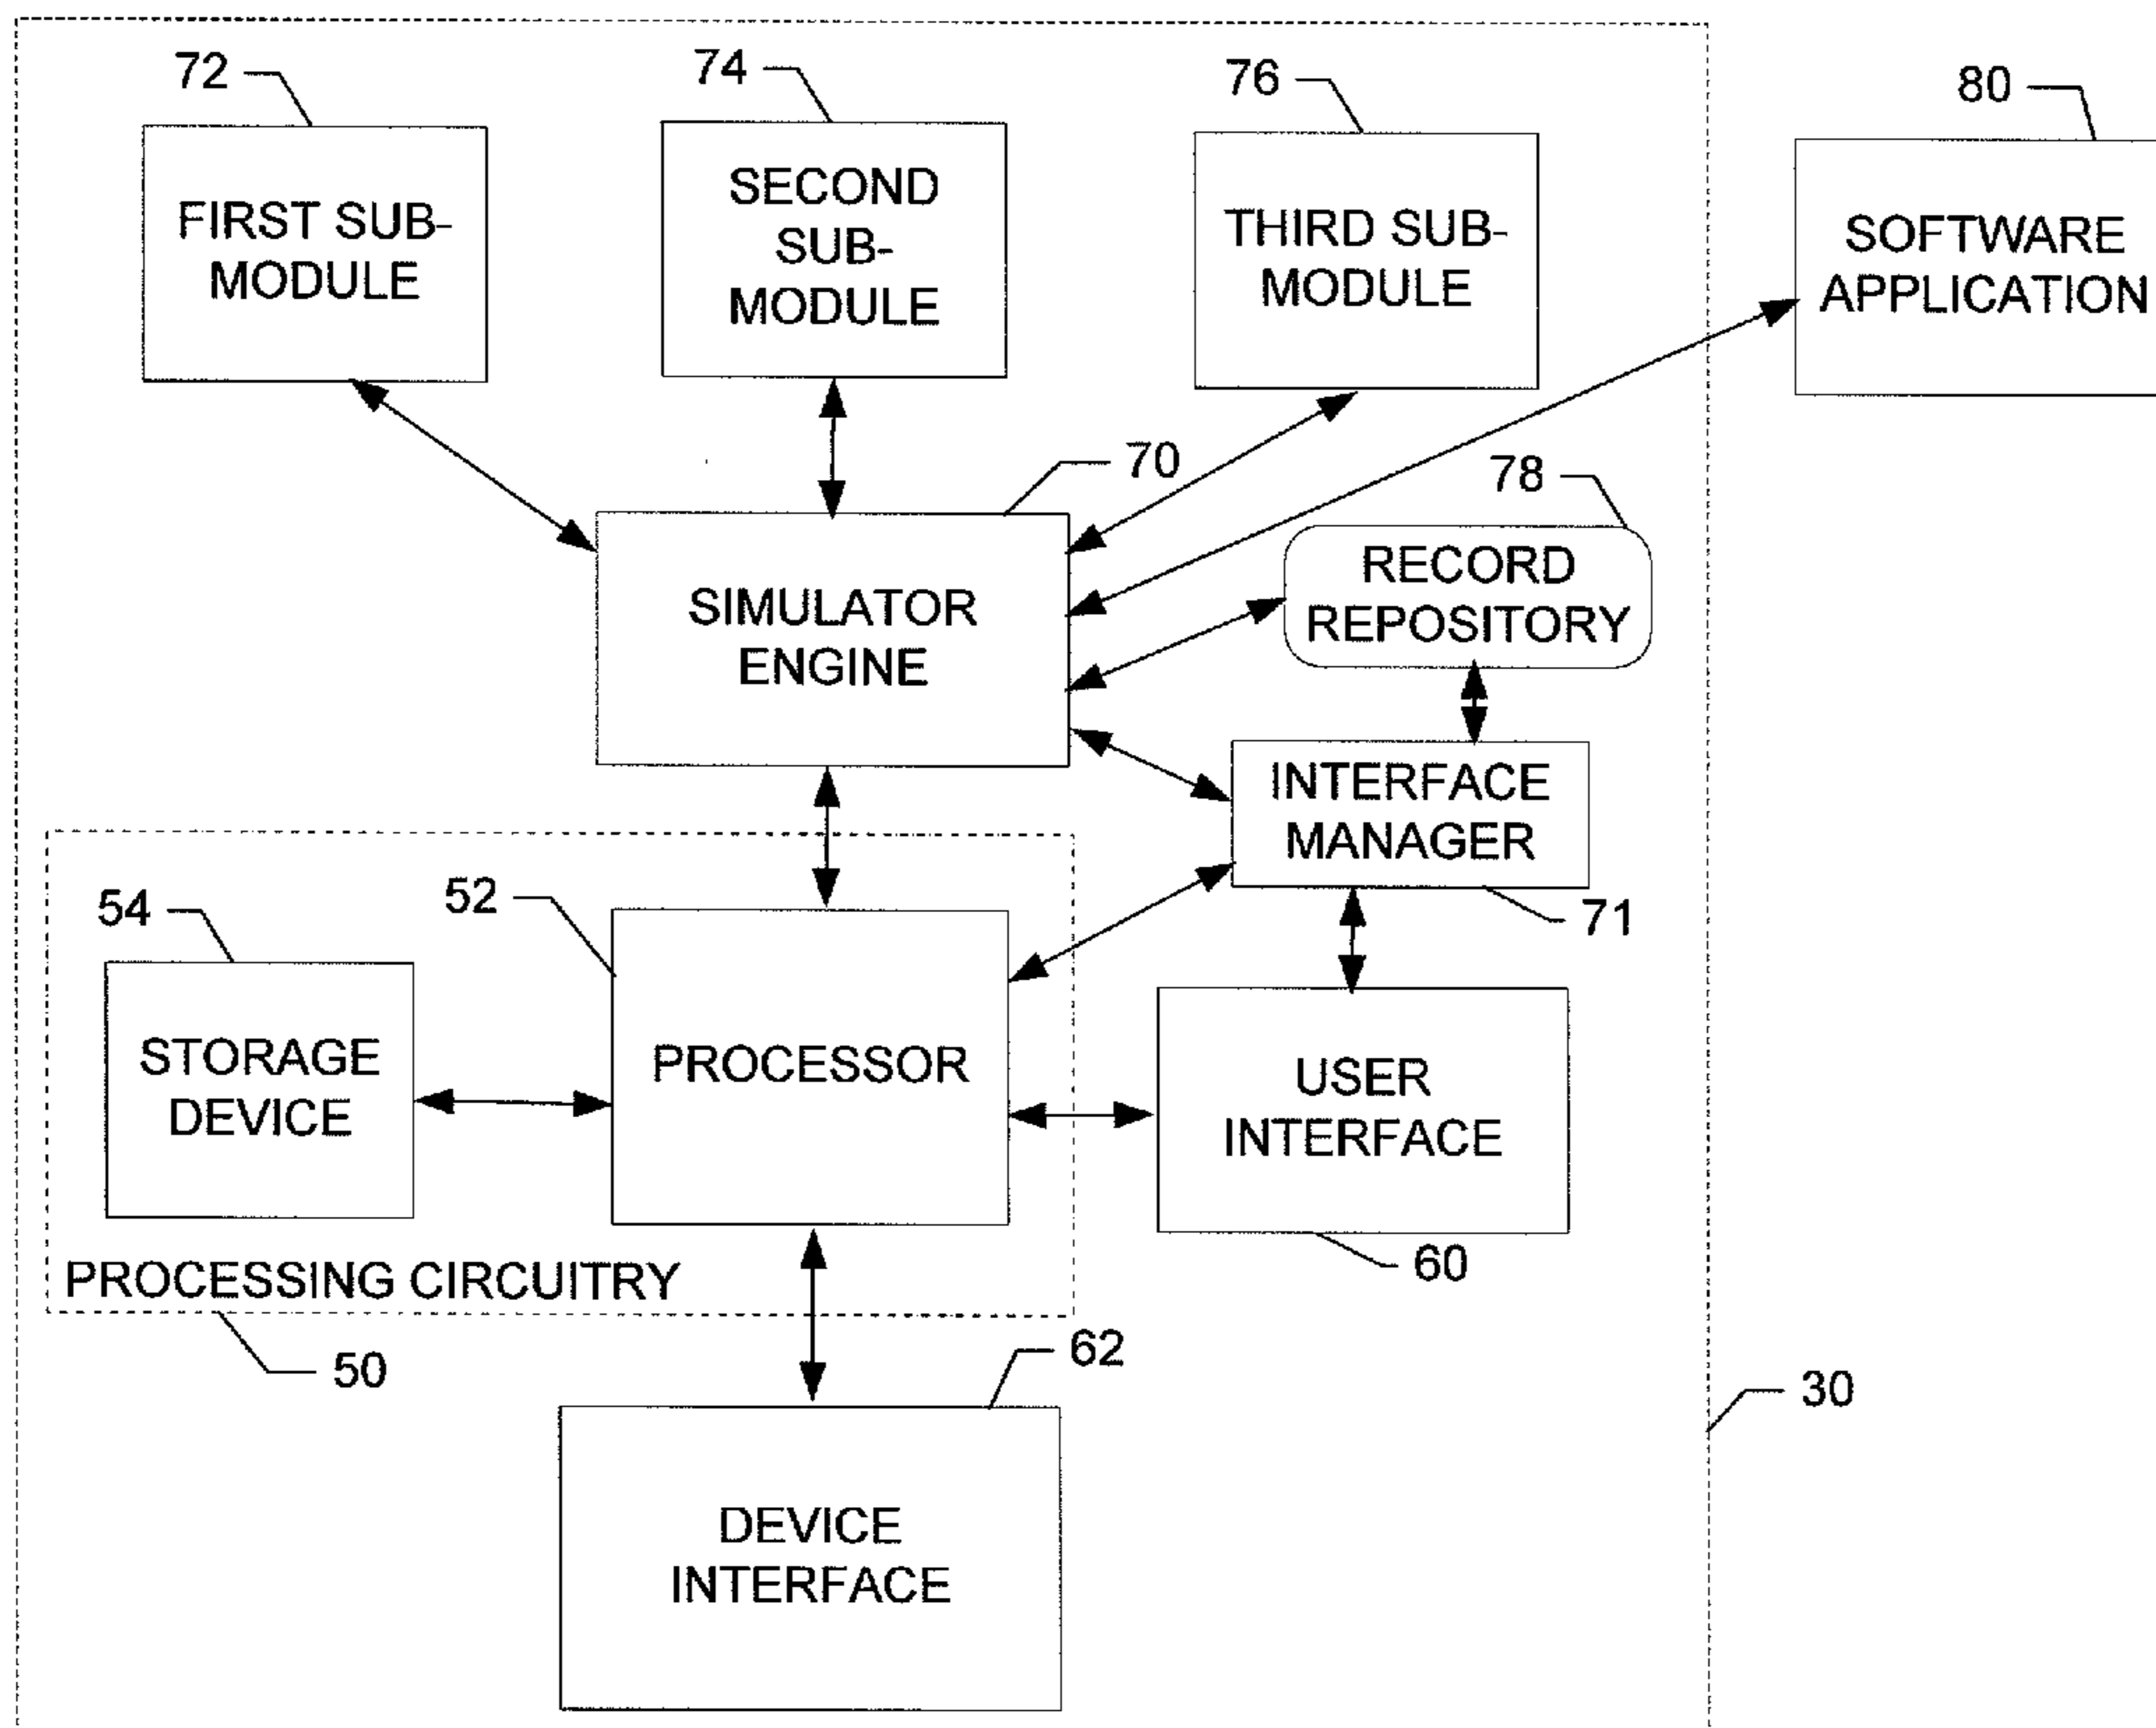 72
74
76
80
FIRST SUB-
MODULE
SECOND
SUB-
MODULE
THIRD SUB-
MODULE
SOFTWARE
APPLICATION
70
78
SIMULATOR
ENGINE
RECORD
REPOSITORY
INTERFACE
MANAGER
71
54
52
STORAGE
DEVICE
PROCESSOR
USER
INTERFACE
60
PROCESSING CIRCUITRY
50
62
30
DEVICE
INTERFACE